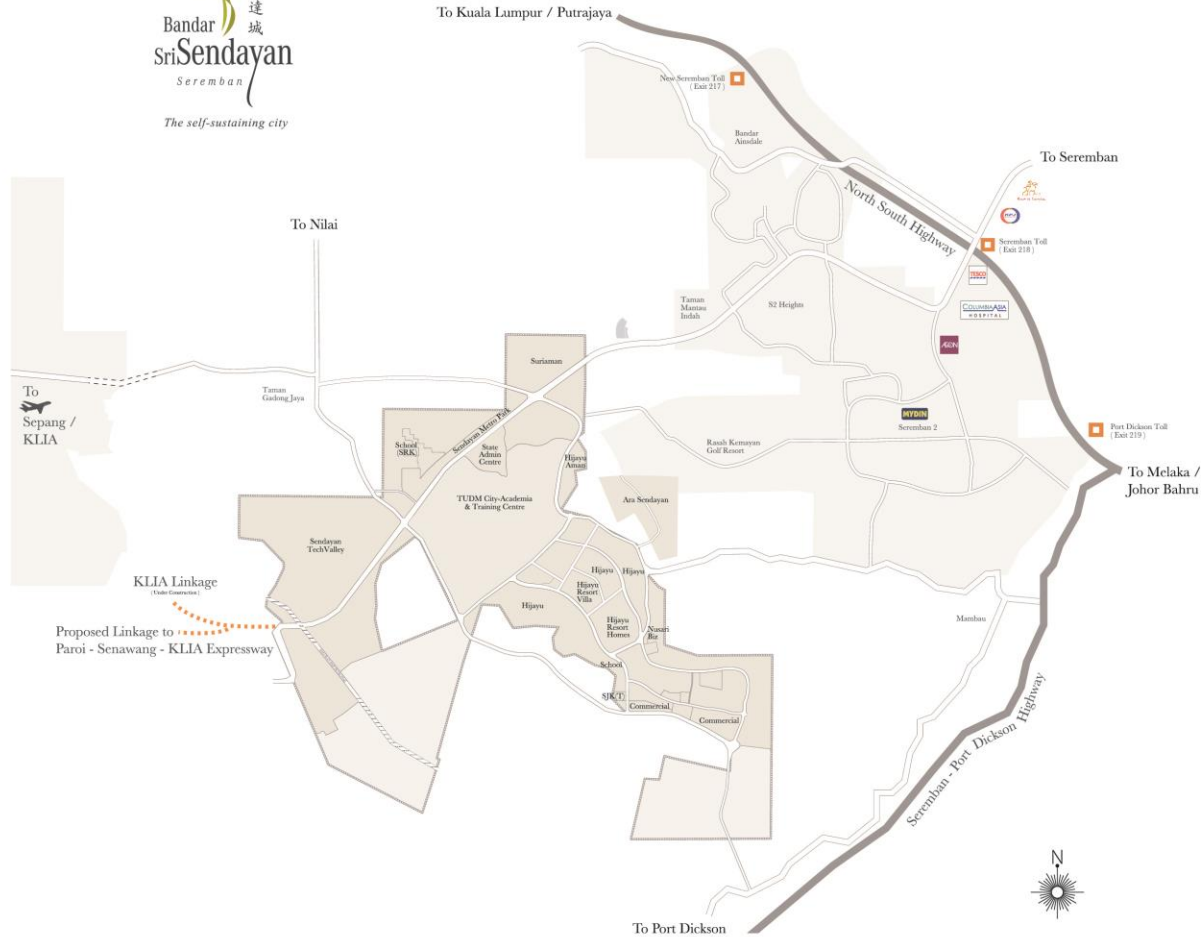 To Kuala Lumpur / Putrajaya
達
城
Bandar
SriSendayan
Seremban
The self-sustaining city
New Seremban Toll
( Exit 217 )
Bandar
Ainsdale
To Seremban
North South Highway
Seremban Toll
( Exit 218 )
To Nilai
TESCO
Taman
Mantau
Indah
S2 Heights
COLUMBIA ASIA
HOSPITAL
AEON
Suriaman
To
Sepang /
KLIA
Taman
Gadong Jaya
Sendayan Metro Park
MYDIN
Seremban 2
Port Dickson Toll
( Exit 219 )
School
(SRK)
State
Admin
Centre
Hijayu
Aman
Rasah Kemayan
Golf Resort
To Melaka /
Johor Bahru
TUDM City-Academia
& Training Centre
Ara Sendayan
Sendayan
TechValley
KLIA Linkage
( Under Construction )
Hijayu
Hijayu
Hijayu
Resort
Villa
Hijayu
Hijayu
Resort
Homes
Nusari
Biz
Mambau
Proposed Linkage to
Paroi - Senawang - KLIA Expressway
School
SJK(T)
Commercial
Commercial
Seremban - Port Dickson Highway
N
To Port Dickson